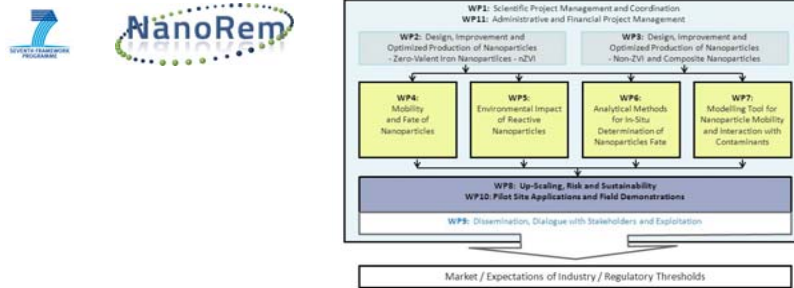 SEVENTH FRAMEWORK
PROGRAMME
NanoRem
WP1: Scientific Project Management and Coordination
WP11: Administrative and Financial Project Management
WP2: Design, Improvement and
Optimized Production of Nanoparticles
- Zero-Valent Iron Nanopartilces - nZVI
WP3: Design, Improvement and
Optimized Production of Nanoparticles
- Non-ZVI and Composite Nanoparticles
WP4:
Mobility
and Fate of
Nanoparticles
WP5:
Environmental Impact
of Reactive
Nanoparticles
WP6:
Analytical Methods
for In-Situ
Determination of
Nanoparticles Fate
WP7:
Modelling Tool for
Nanoparticle Mobility
and Interaction with
Contaminants
WP8: Up-Scaling, Risk and Sustainability
WP10: Pilot Site Applications and Field Demonstrations
WP9: Dissemination, Dialogue with Stakeholders and Exploitation
Market / Expectations of Industry / Regulatory Thresholds